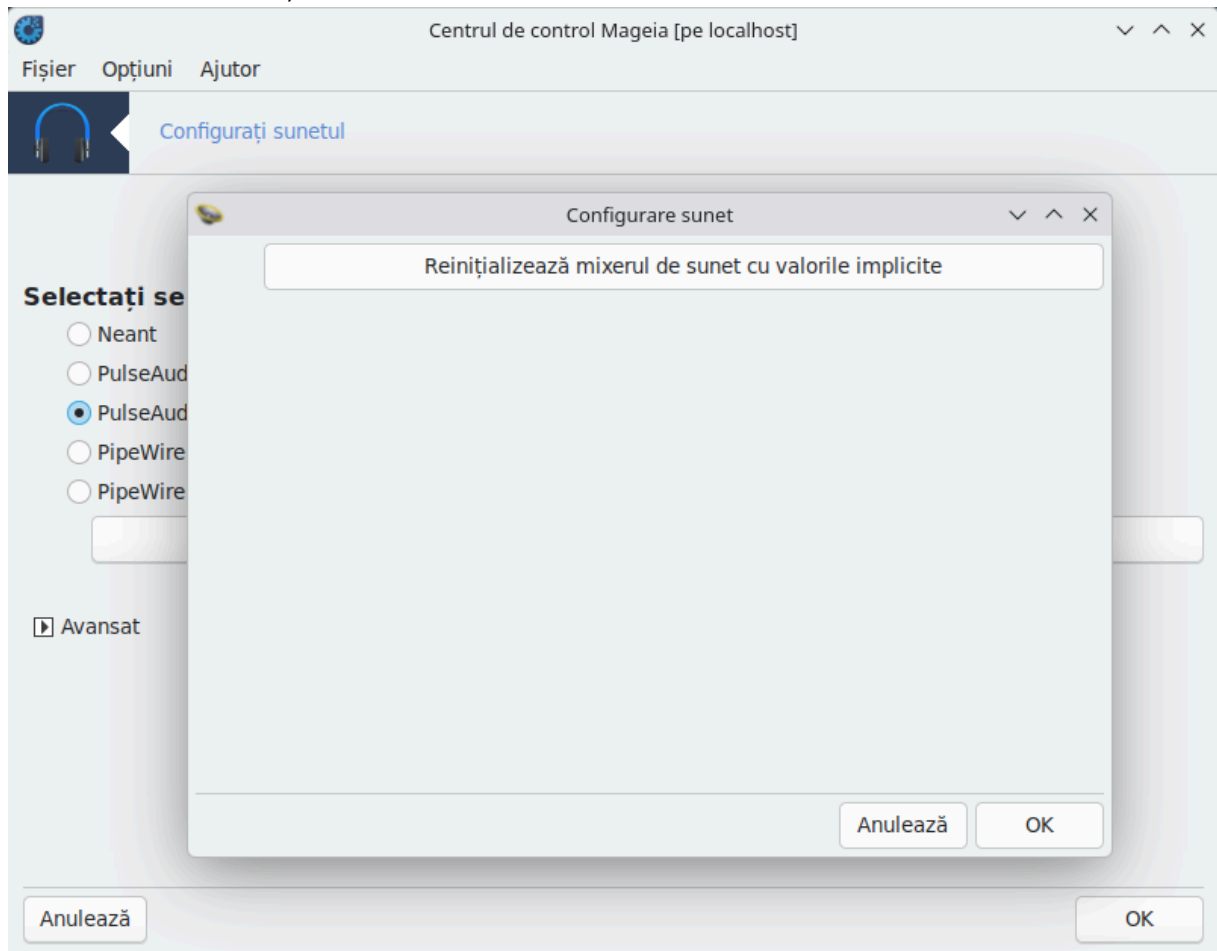 Centrul de control Mageia [pe localhost]
Fișier Opțiuni Ajutor
Configurați sunetul
Configurare sunet
Reinițializează mixerul de sunet cu valorile implicite
Selectați se
Neant
PulseAud
PulseAud
PipeWire
PipeWire
Avansat
Anulează OK
Anulează OK